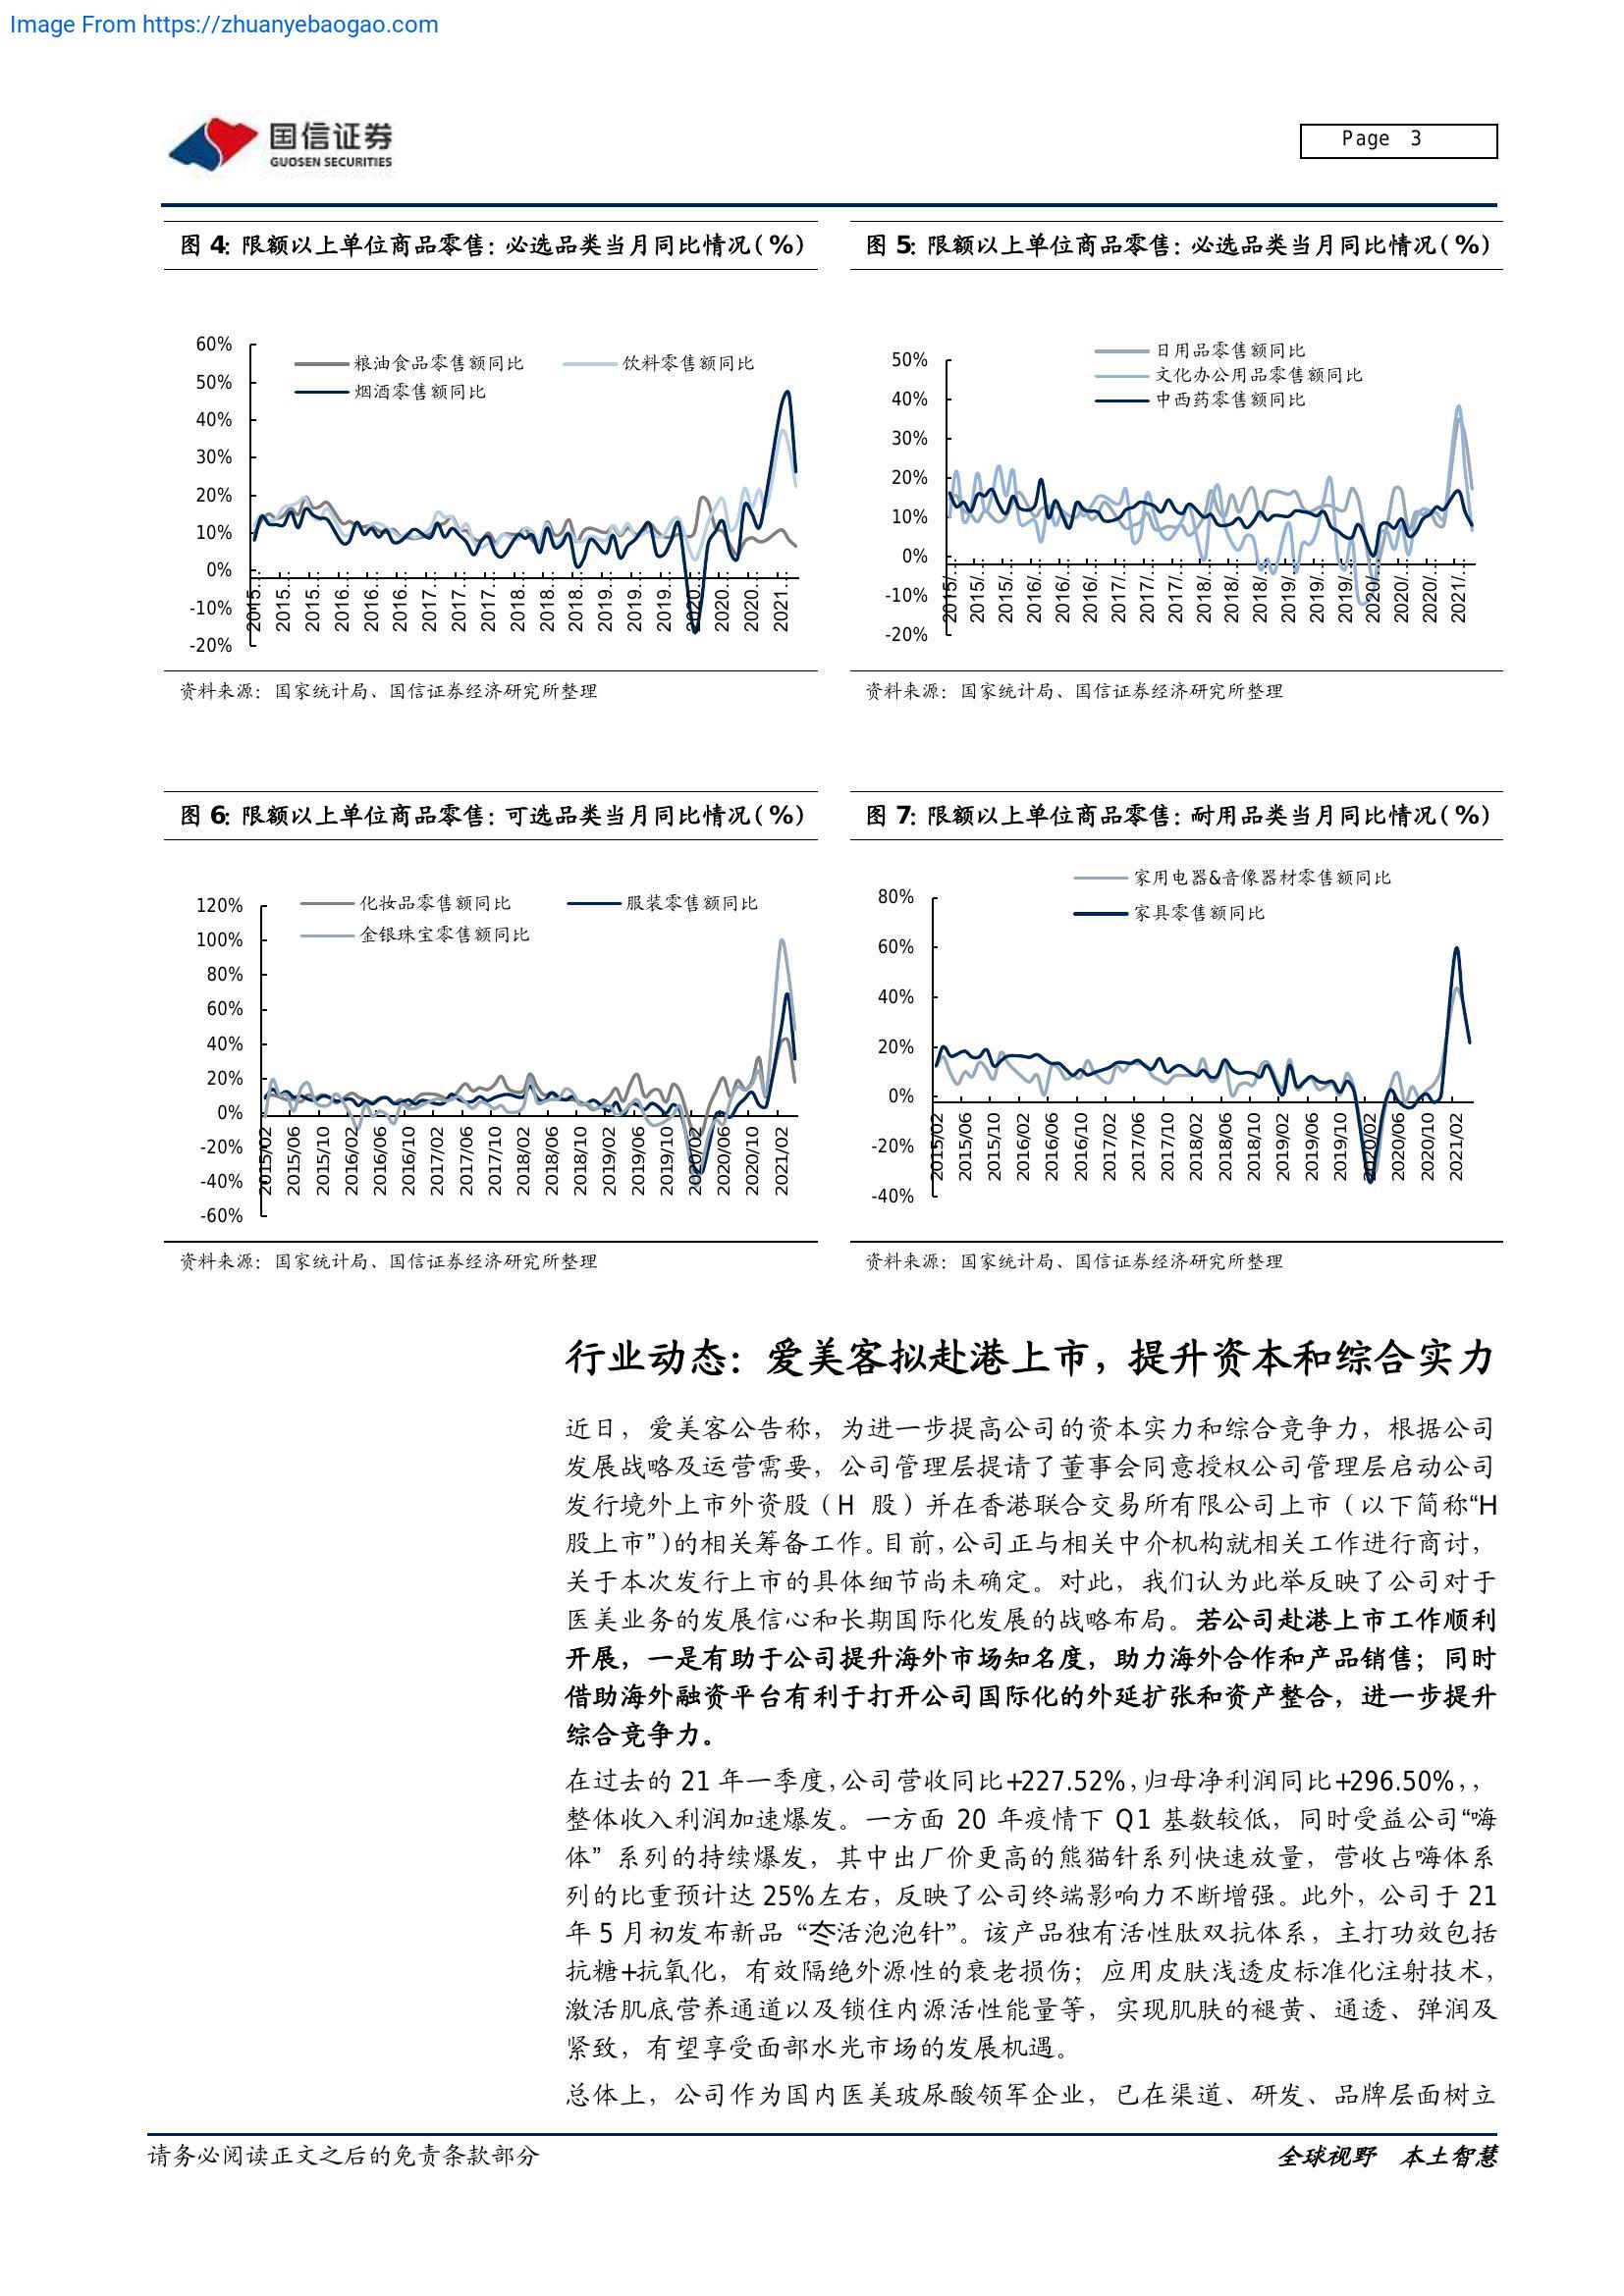 Image From https://zhuanyebaogao.com
国信证券
GUOSEN SECURITIES
Page 3
图 4: 限额以上单位商品零售: 必选品类当月同比情况(%)
60%
50%
40%
30%
20%
10%
0%
-10%
-20%
粮油食品零售额同比
饮料零售额同比
烟酒零售额同比
2015…
2015…
2015…
2016…
2016…
2016…
2017…
2017…
2017…
2018…
2018…
2018…
2019…
2019…
2019…
2020…
2020…
2020…
2021…
资料来源：国家统计局、国信证券经济研究所整理
图 5: 限额以上单位商品零售: 必选品类当月同比情况(%)
日用品零售额同比
文化办公用品零售额同比
中西药零售额同比
50%
40%
30%
20%
10%
0%
-10%
-20%
2015/…
2015/…
2015/…
2016/…
2016/…
2016/…
2017/…
2017/…
2017/…
2018/…
2018/…
2018/…
2019/…
2019/…
2019/…
2020/…
2020/…
2020/…
2021/…
资料来源：国家统计局、国信证券经济研究所整理
图 6: 限额以上单位商品零售: 可选品类当月同比情况(%)
120%
100%
80%
60%
40%
20%
0%
-20%
-40%
-60%
化妆品零售额同比
服装零售额同比
金银珠宝零售额同比
2015/02
2015/06
2015/10
2016/02
2016/06
2016/10
2017/02
2017/06
2017/10
2018/02
2018/06
2018/10
2019/02
2019/06
2019/10
2020/02
2020/06
2020/10
2021/02
资料来源：国家统计局、国信证券经济研究所整理
图 7: 限额以上单位商品零售: 耐用品类当月同比情况(%)
家用电器&音像器材零售额同比
家具零售额同比
80%
60%
40%
20%
0%
-20%
-40%
2015/02
2015/06
2015/10
2016/02
2016/06
2016/10
2017/02
2017/06
2017/10
2018/02
2018/06
2018/10
2019/02
2019/06
2019/10
2020/02
2020/06
2020/10
2021/02
资料来源：国家统计局、国信证券经济研究所整理
行业动态：爱美客拟赴港上市，提升资本和综合实力
近日，爱美客公告称，为进一步提高公司的资本实力和综合竞争力，根据公司
发展战略及运营需要，公司管理层提请了董事会同意授权公司管理层启动公司
发行境外上市外资股（H 股）并在香港联合交易所有限公司上市（以下简称“H
股上市”)的相关筹备工作。目前，公司正与相关中介机构就相关工作进行商讨，
关于本次发行上市的具体细节尚未确定。对此，我们认为此举反映了公司对于
医美业务的发展信心和长期国际化发展的战略布局。若公司赴港上市工作顺利
开展，一是有助于公司提升海外市场知名度，助力海外合作和产品销售；同时
借助海外融资平台有利于打开公司国际化的外延扩张和资产整合，进一步提升
综合竞争力。
在过去的 21 年一季度，公司营收同比+227.52%，归母净利润同比+296.50%，，
整体收入利润加速爆发。一方面 20 年疫情下 Q1 基数较低，同时受益公司“嗨
体” 系列的持续爆发，其中出厂价更高的熊猫针系列快速放量，营收占嗨体系
列的比重预计达 25%左右，反映了公司终端影响力不断增强。此外，公司于 21
年 5 月初发布新品 “冭活泡泡针”。该产品独有活性肽双抗体系，主打功效包括
抗糖+抗氧化，有效隔绝外源性的衰老损伤；应用皮肤浅透皮标准化注射技术，
激活肌底营养通道以及锁住内源活性能量等，实现肌肤的褪黄、通透、弹润及
紧致，有望享受面部水光市场的发展机遇。
总体上，公司作为国内医美玻尿酸领军企业，已在渠道、研发、品牌层面树立
请务必阅读正文之后的免责条款部分
全球视野 本土智慧